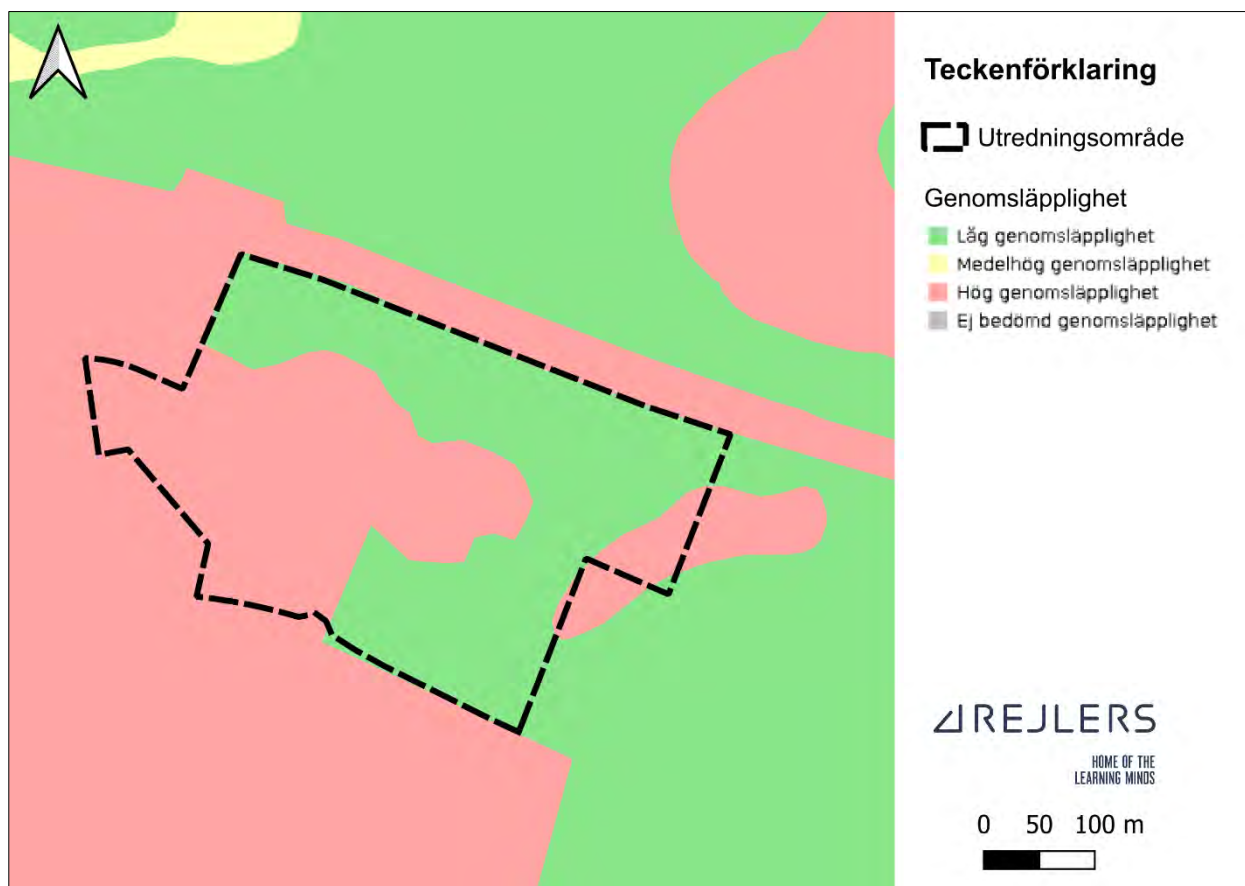 Teckenförklaring
Utredningsområde
Genomsläpplighet
Låg genomsläpplighet
Medelhög genomsläpplighet
Hög genomsläpplighet
Ej bedömd genomsläpplighet
REJLERS
HOME OF THE
LEARNING MINDS
0 50 100 m